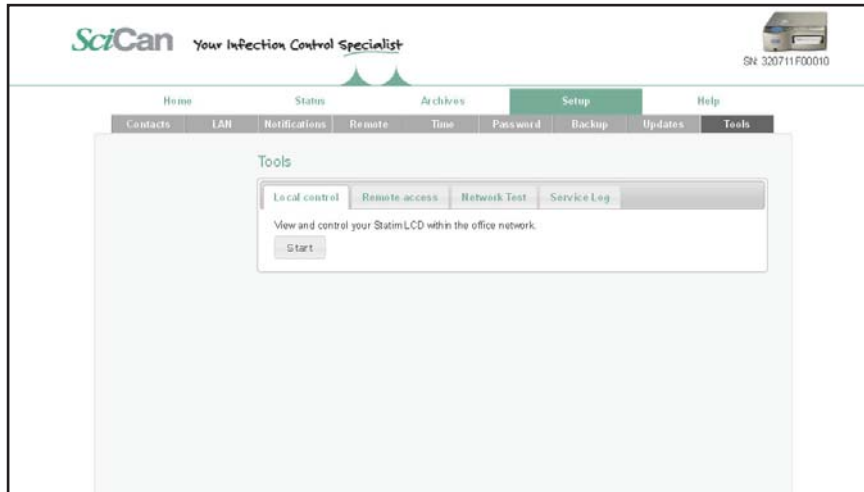 SciCan Your Infection Control Specialist
SN: 320711F00010
Home Status Archives Setup Help
Contacts LAN Notifications Remote Time Password Backup Updates Tools
Tools
Local control Remote access Network Test Service Log
View and control your Statim LCD within the office network.
Start